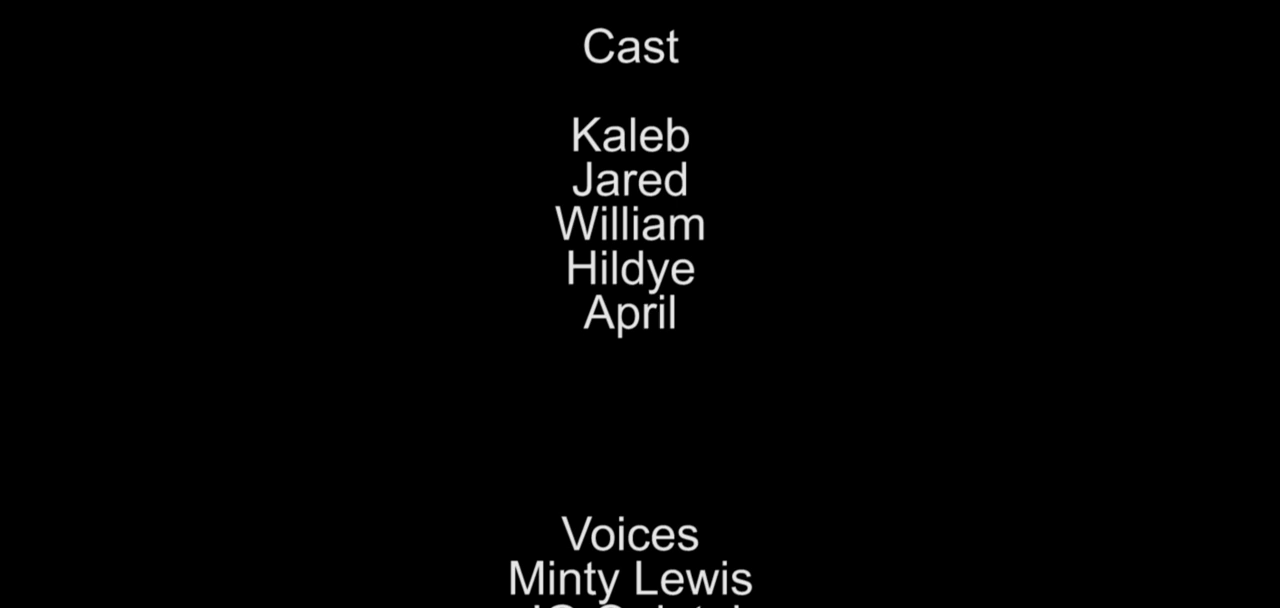 Cast
Kaleb
Jared
William
Hildye
April
Voices
Minty Lewis